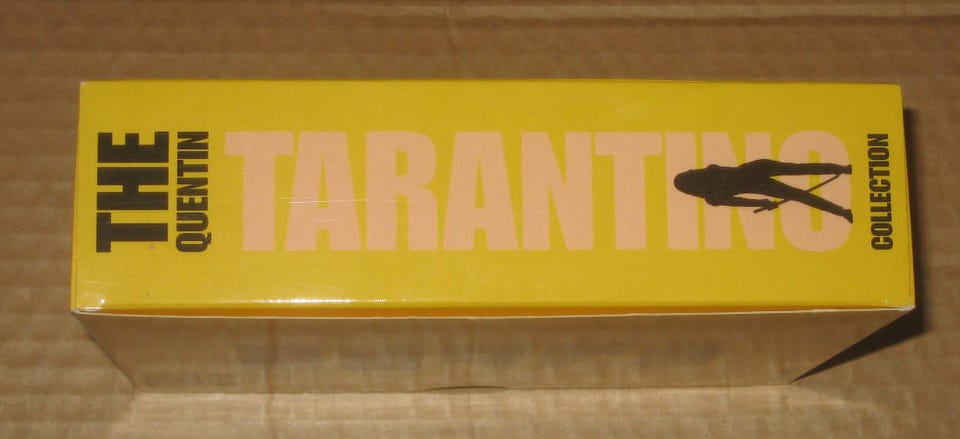 THE
QUENTIN
TARANTINO
COLLECTION